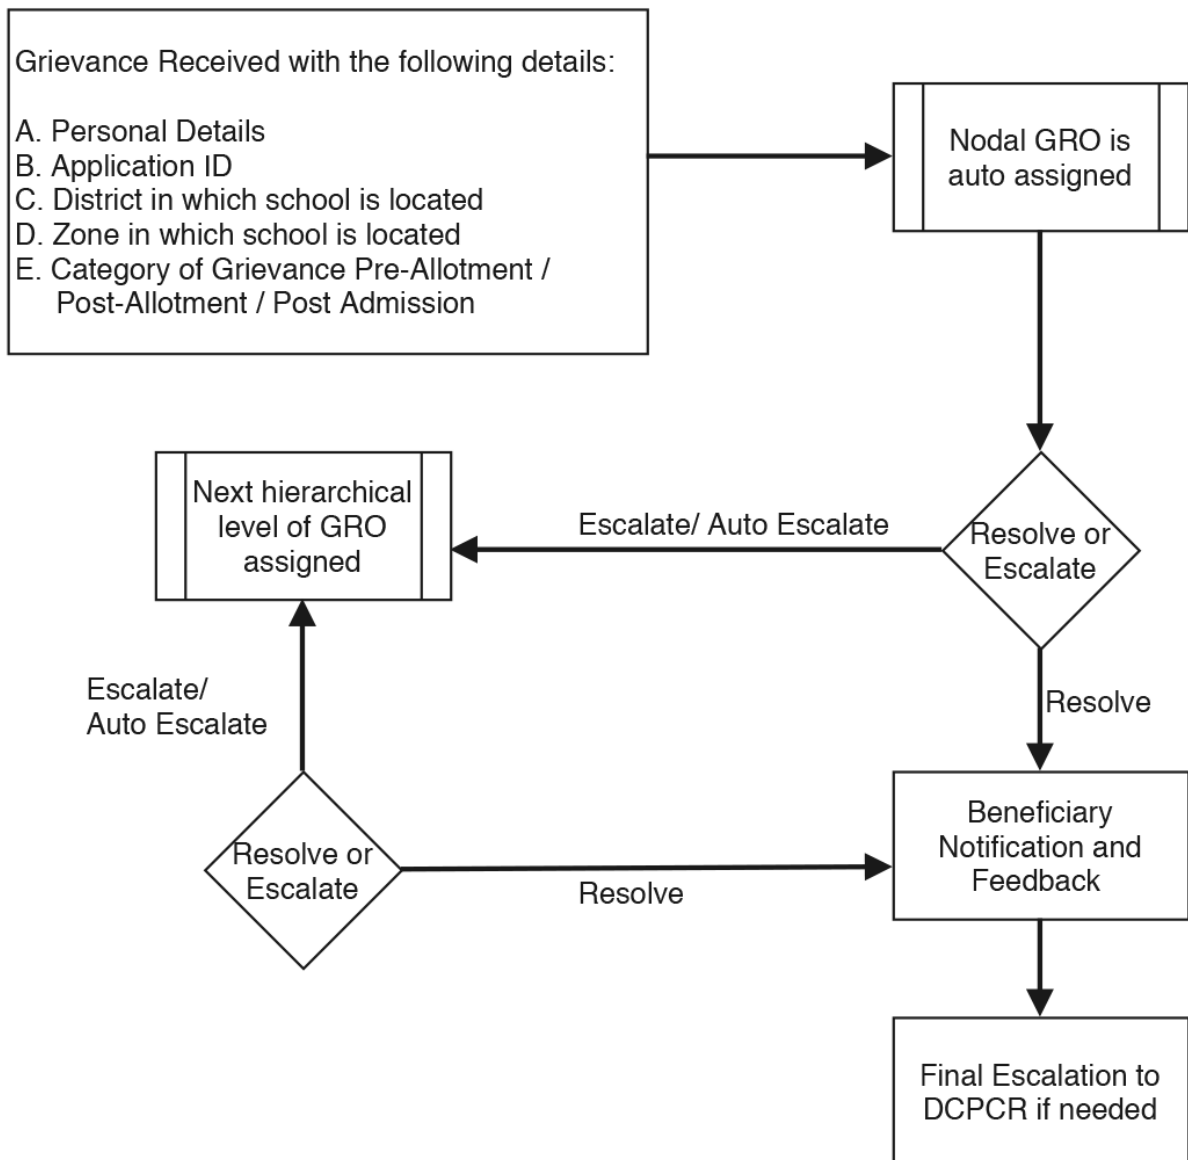 Grievance Received with the following details:
A. Personal Details
B. Application ID
C. District in which school is located
D. Zone in which school is located
E. Category of Grievance Pre-Allotment /
Post-Allotment / Post Admission
Nodal GRO is
auto assigned
Resolve or
Escalate
Escalate/ Auto Escalate
Next hierarchical
level of GRO
assigned
Escalate/
Auto Escalate
Resolve or
Escalate
Resolve
Resolve
Beneficiary
Notification and
Feedback
Final Escalation to
DCPCR if needed